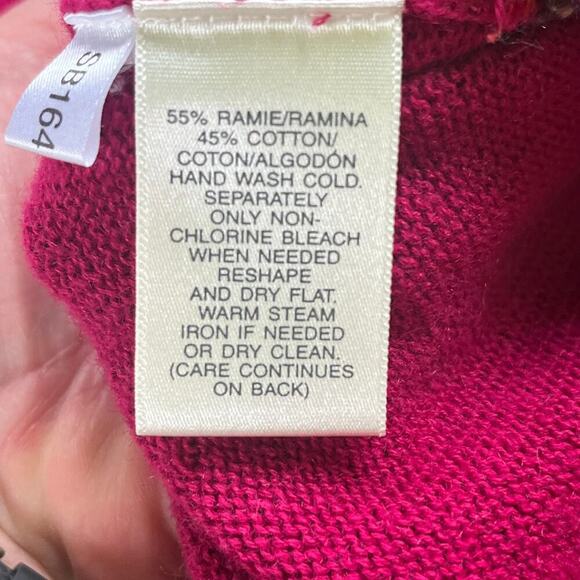 SB164
55% RAMIE/RAMINA
45% COTTON/
COTON/ALGODÓN
HAND WASH COLD.
SEPARATELY
ONLY NON-
CHLORINE BLEACH
WHEN NEEDED
RESHAPE
AND DRY FLAT.
WARM STEAM
IRON IF NEEDED
OR DRY CLEAN.
(CARE CONTINUES
ON BACK)